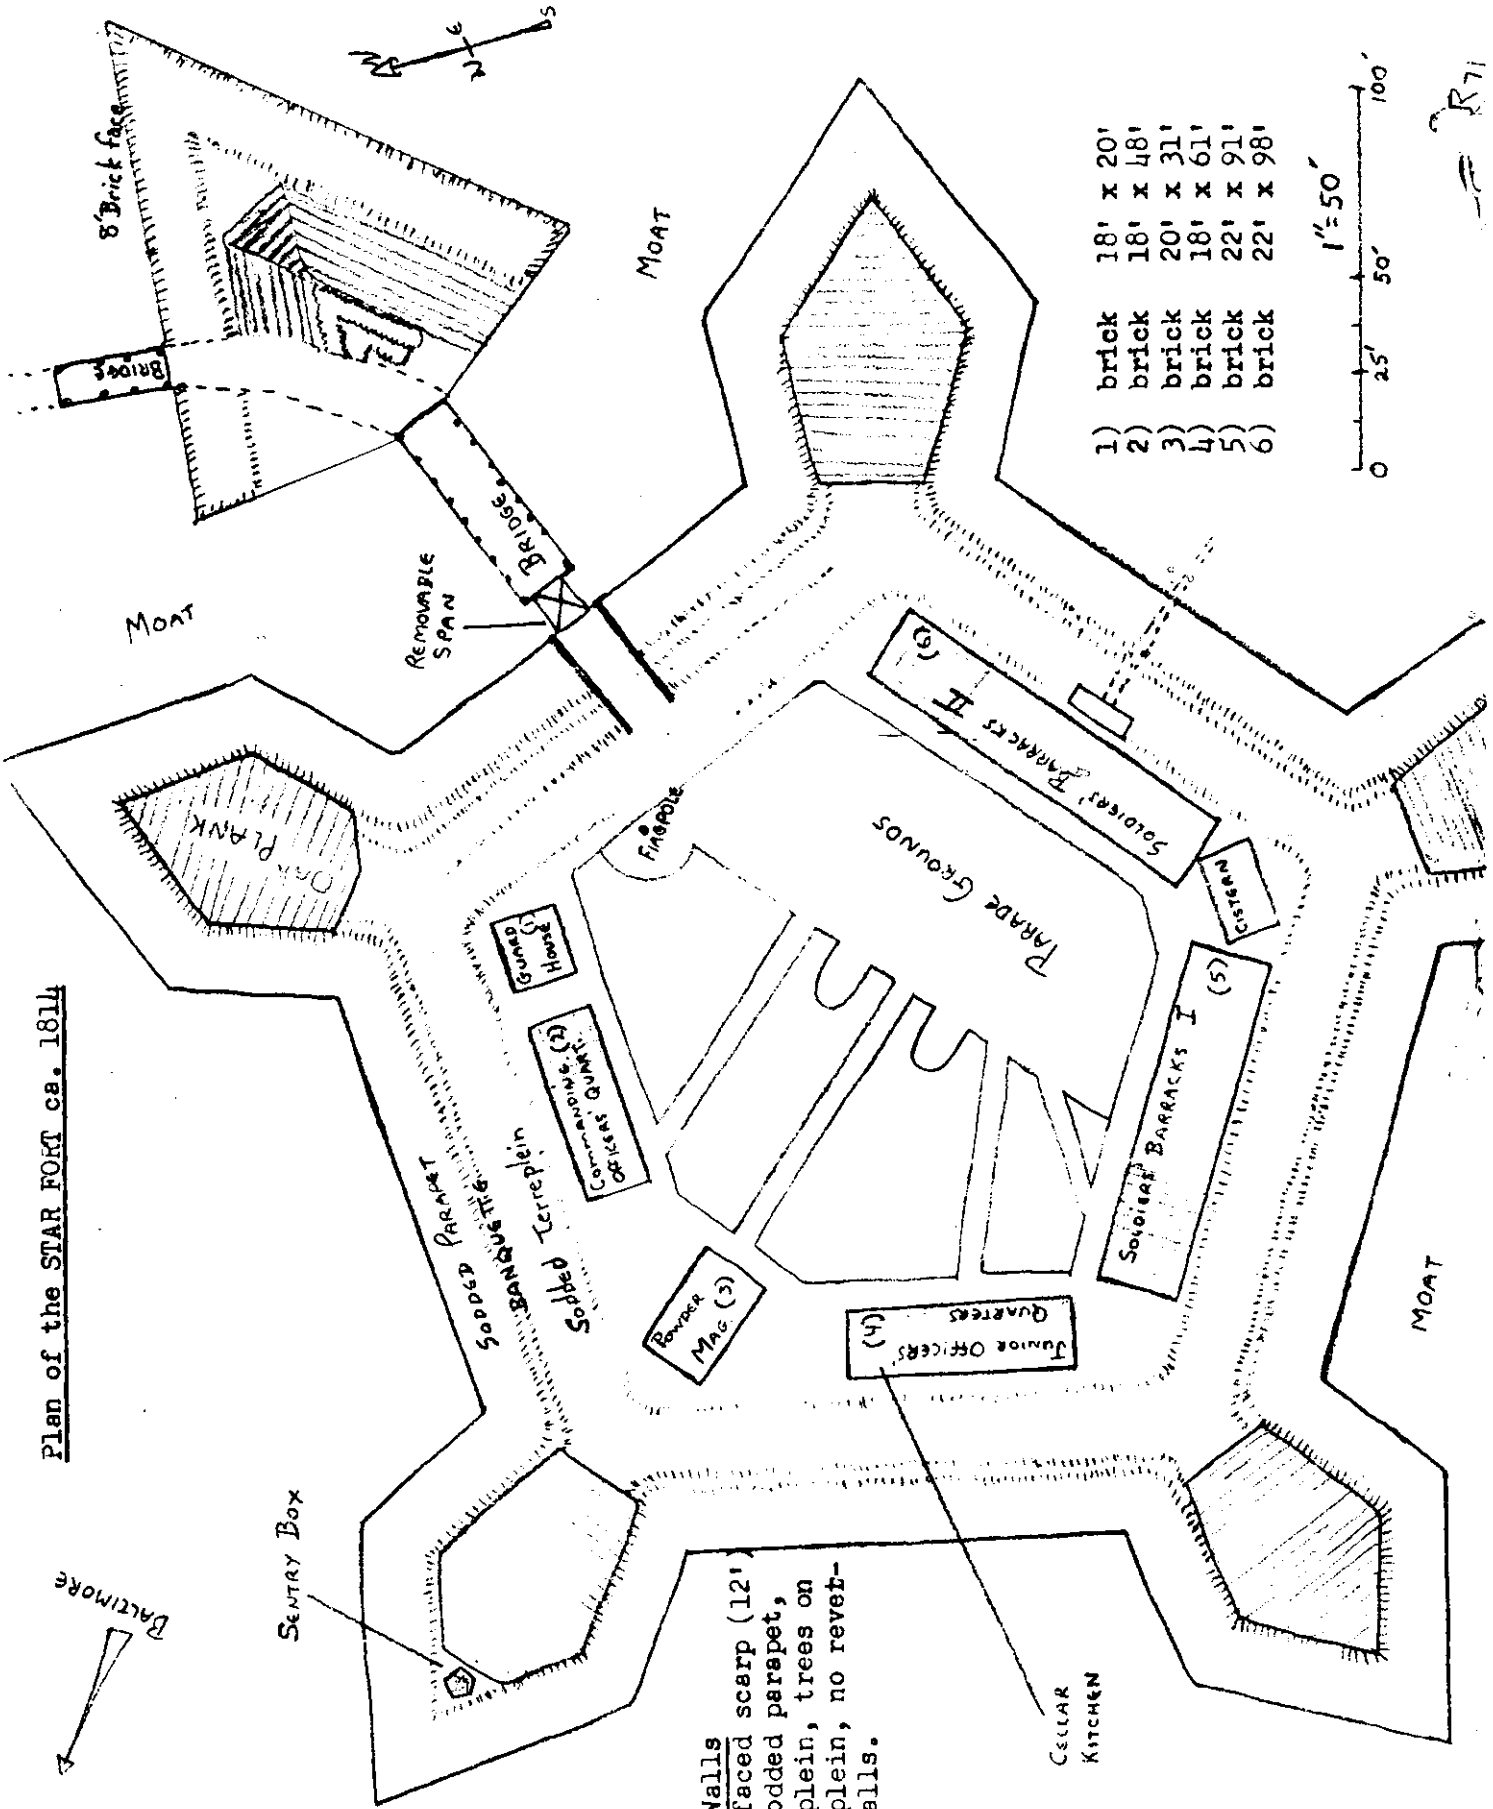 Plan of the STAR FORT ca. 1814
BALTIMORE
SENTRY BOX
Walls
faced scarp (12')
odded parapet,
plein, trees on
plein, no revet-
alls.
CELLAR
KITCHEN
SODDED PARAPET
BANQUETTE
Sodded Terreplein
OAK PLANK
GUARD
HOUSE
(1)
COMMANDING (2)
OFFICERS' QUART.
POWDER
MAG. (3)
(4)
JUNIOR OFFICERS'
QUARTERS
SOLDIERS' BARRACKS I
(5)
CISTERN
SOLDIERS' BARRACKS II
(6)
PARADE GROUNDS
FLAGPOLE
MOAT
REMOVABLE
SPAN
BRIDGE
BRIDGE
8' Brick face
N
E
S
MOAT
MOAT
1) brick 18' x 20'
2) brick 18' x 48'
3) brick 20' x 31'
4) brick 18' x 61'
5) brick 22' x 91'
6) brick 22' x 98'
1"=50'
0 25' 50' 100'
R71